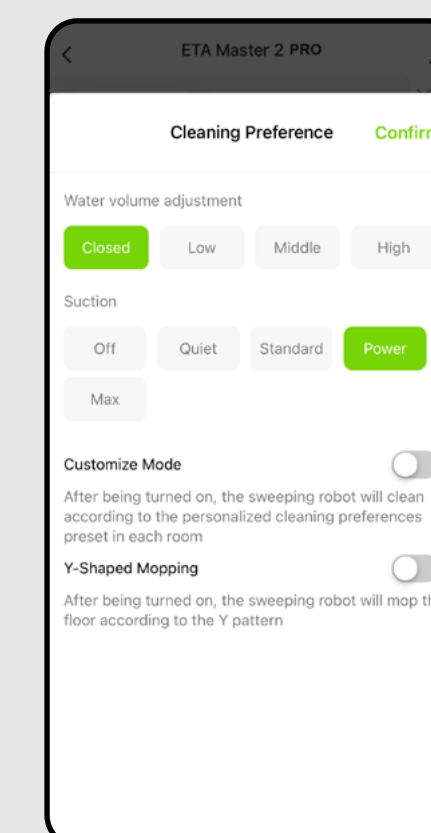 ETA Master 2 PRO
Cleaning Preference Confirm
Water volume adjustment
Closed Low Middle High
Suction
Off Quiet Standard Power
Max
Customize Mode
After being turned on, the sweeping robot will clean
according to the personalized cleaning preferences
preset in each room
Y-Shaped Mopping
After being turned on, the sweeping robot will mop th
floor according to the Y pattern